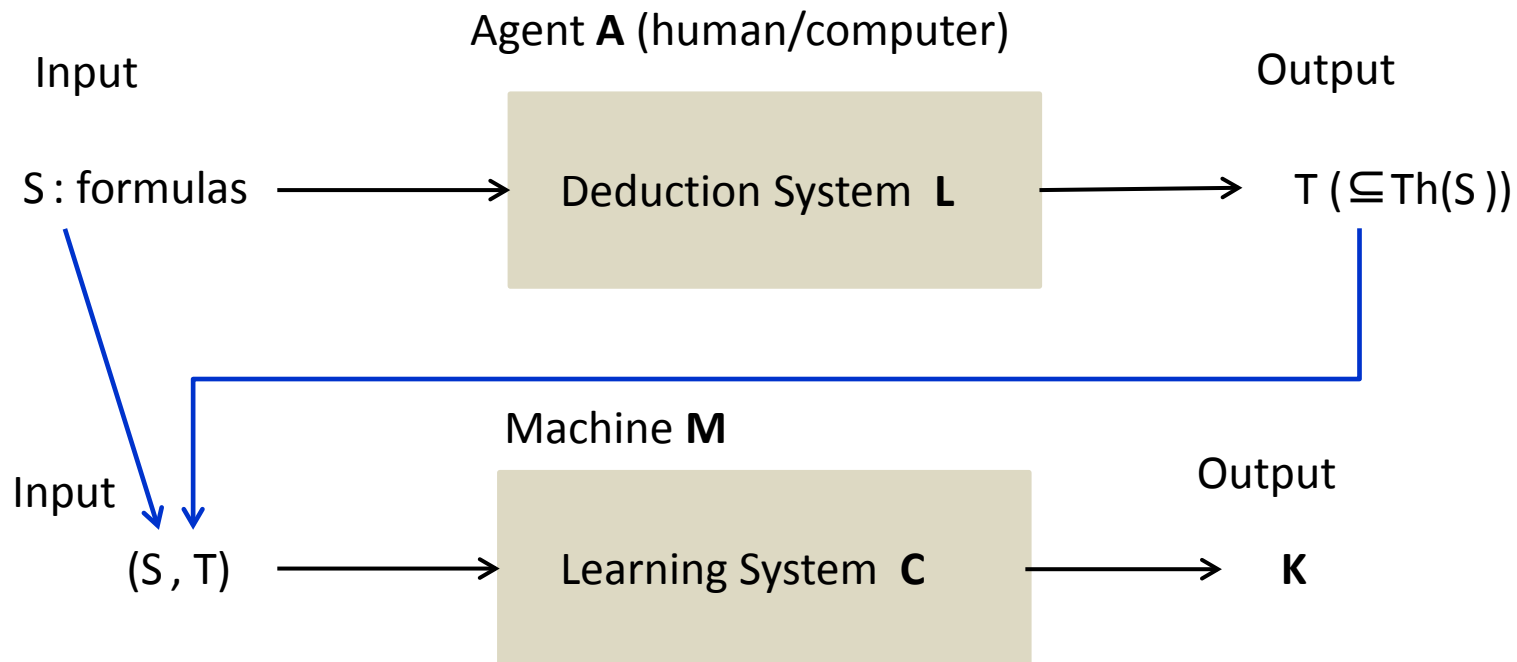 Agent A (human/computer)
Input
Output
S : formulas
Deduction System L
T ( ⊆ Th(S ))
Machine M
Input
Output
(S , T)
Learning System C
K